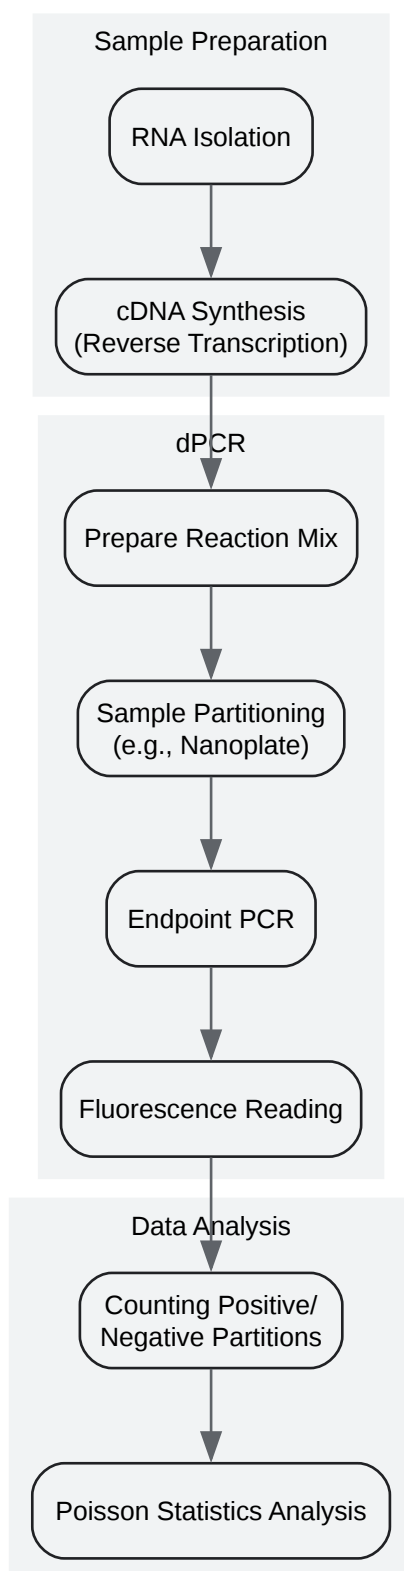 Sample Preparation
RNA Isolation
cDNA Synthesis
(Reverse Transcription)
dPCR
Prepare Reaction Mix
Sample Partitioning
(e.g., Nanoplate)
Endpoint PCR
Fluorescence Reading
Data Analysis
Counting Positive/
Negative Partitions
Poisson Statistics Analysis